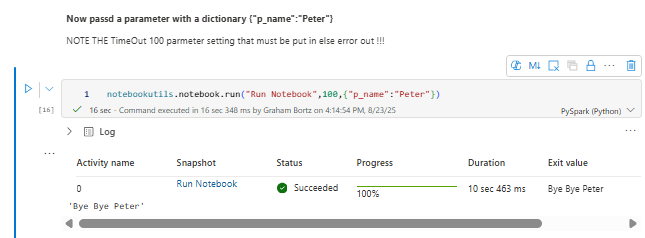 Now passd a parameter with a dictionary {"p_name":"Peter"}
NOTE THE TimeOut 100 parmeter setting that must be put in else error out !!!
M↓
1 notebookutils.notebook.run("Run Notebook",100,{"p_name":"Peter"})
[16]
16 sec - Command executed in 16 sec 348 ms by Graham Bortz on 4:14:54 PM, 8/23/25
PySpark (Python)
Log
Activity name Snapshot Status Progress Duration Exit value
0 Run Notebook Succeeded 100% 10 sec 463 ms Bye Bye Peter
'Bye Bye Peter'